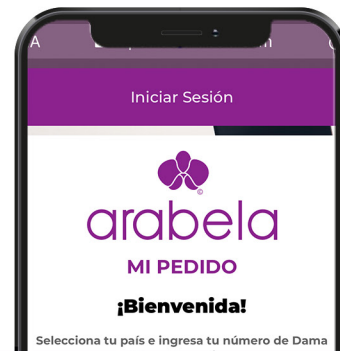 Iniciar Sesión
arabela
©
MI PEDIDO
¡Bienvenida!
Selecciona tu país e ingresa tu número de Dama